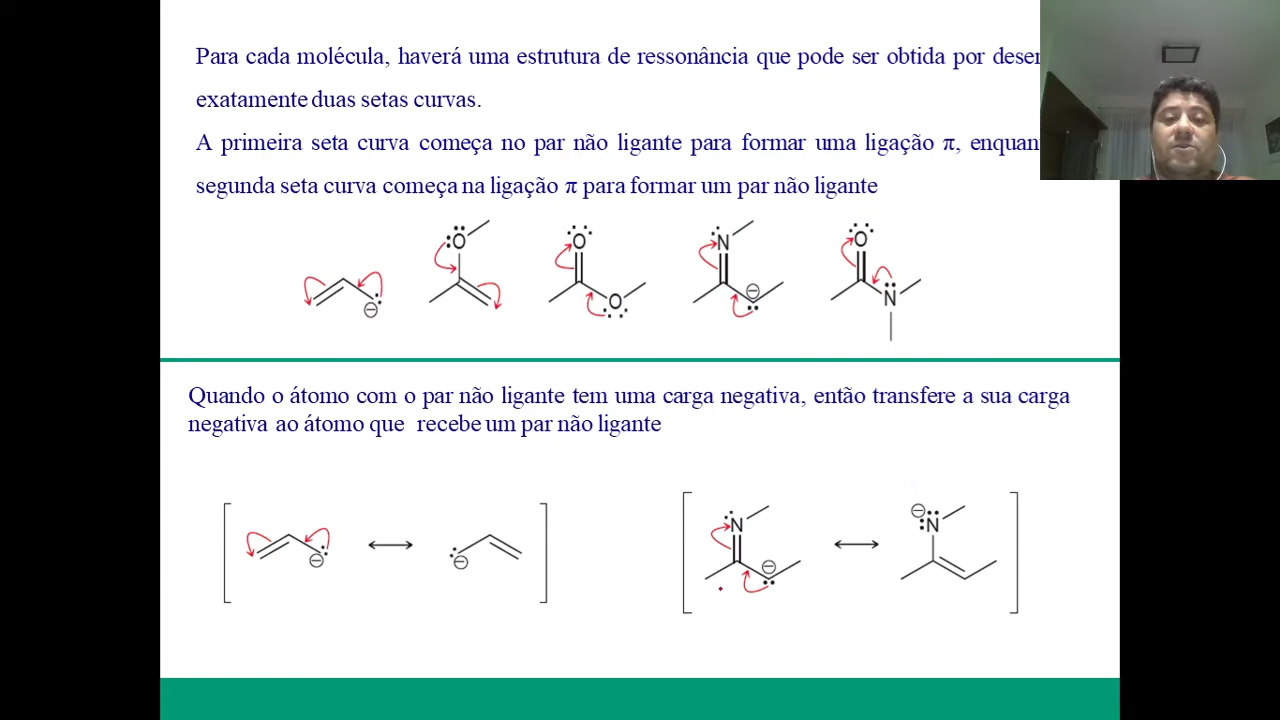 Para cada molécula, haverá uma estrutura de ressonância que pode ser obtida por
exatamente duas setas curvas.
A primeira seta curva começa no par não ligante para formar uma ligação π,
segunda seta curva começa na ligação π para formar um par não ligante
O O N O
O N
Quando o átomo com o par não ligante tem uma carga negativa, então transfere a sua carga
negativa ao átomo que recebe um par não ligante
N N